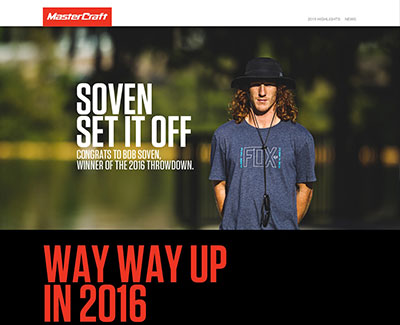 MasterCraft
2015 HIGHLIGHTS NEWS
SOVEN
SET IT OFF
CONGRATS TO BOB SOVEN,
WINNER OF THE 2016 THROWDOWN.
FOX
WAY WAY UP
IN 2016